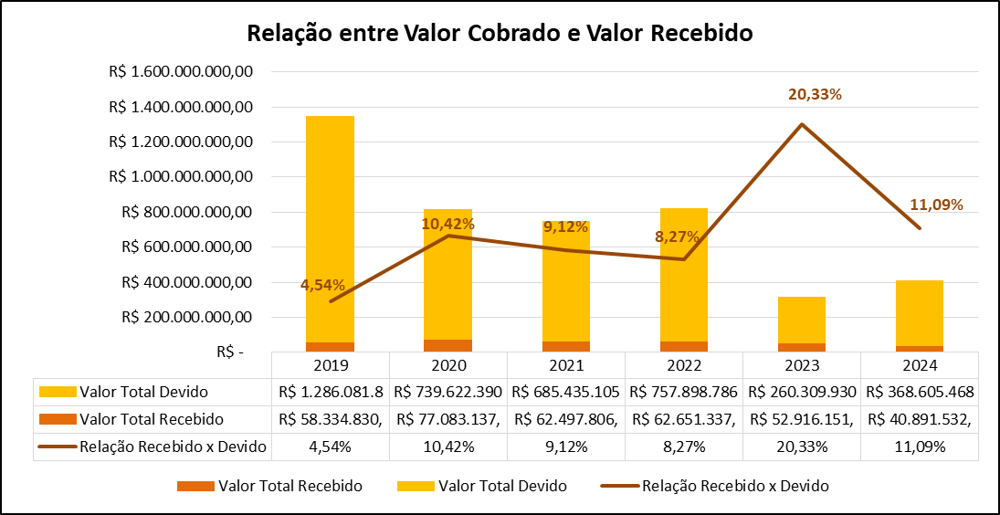 Relação entre Valor Cobrado e Valor Recebido
R$ 1.600.000.000,00
R$ 1.400.000.000,00
R$ 1.200.000.000,00
R$ 1.000.000.000,00
R$ 800.000.000,00
R$ 600.000.000,00
R$ 400.000.000,00
R$ 200.000.000,00
R$ -
4,54%
10,42%
9,12%
8,27%
20,33%
11,09%
2019 2020 2021 2022 2023 2024
Valor Total Devido R$ 1.286.081.8 R$ 739.622.390 R$ 685.435.105 R$ 757.898.786 R$ 260.309.930 R$ 368.605.468
Valor Total Recebido R$ 58.334.830, R$ 77.083.137, R$ 62.497.806, R$ 62.651.337, R$ 52.916.151, R$ 40.891.532,
Relação Recebido x Devido 4,54% 10,42% 9,12% 8,27% 20,33% 11,09%
Valor Total Recebido Valor Total Devido Relação Recebido x Devido